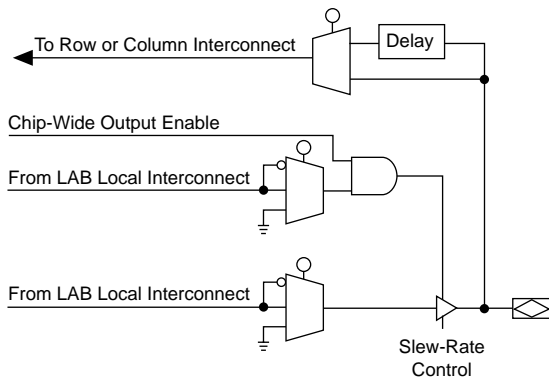 To Row or Column Interconnect
Delay
Chip-Wide Output Enable
From LAB Local Interconnect
From LAB Local Interconnect
Slew-Rate
Control